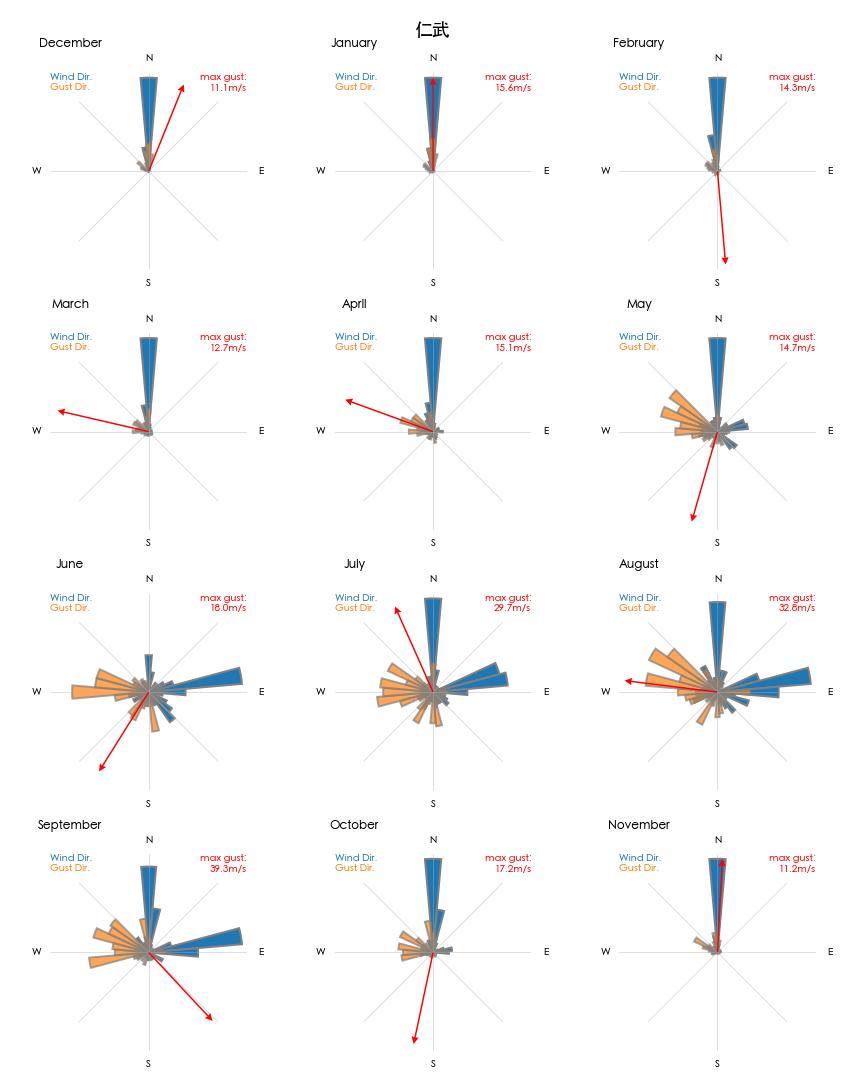 仁武
December
N
Wind Dir.
Gust Dir.
max gust:
11.1m/s
W
E
S
January
N
Wind Dir.
Gust Dir.
max gust:
15.6m/s
W
E
S
February
N
Wind Dir.
Gust Dir.
max gust:
14.3m/s
W
E
S
March
N
Wind Dir.
Gust Dir.
max gust:
12.7m/s
W
E
S
April
N
Wind Dir.
Gust Dir.
max gust:
15.1m/s
W
E
S
May
N
Wind Dir.
Gust Dir.
max gust:
14.7m/s
W
E
S
June
N
Wind Dir.
Gust Dir.
max gust:
18.0m/s
W
E
S
July
N
Wind Dir.
Gust Dir.
max gust:
29.7m/s
W
E
S
August
N
Wind Dir.
Gust Dir.
max gust:
32.8m/s
W
E
S
September
N
Wind Dir.
Gust Dir.
max gust:
39.3m/s
W
E
S
October
N
Wind Dir.
Gust Dir.
max gust:
17.2m/s
W
E
S
November
N
Wind Dir.
Gust Dir.
max gust:
11.2m/s
W
E
S